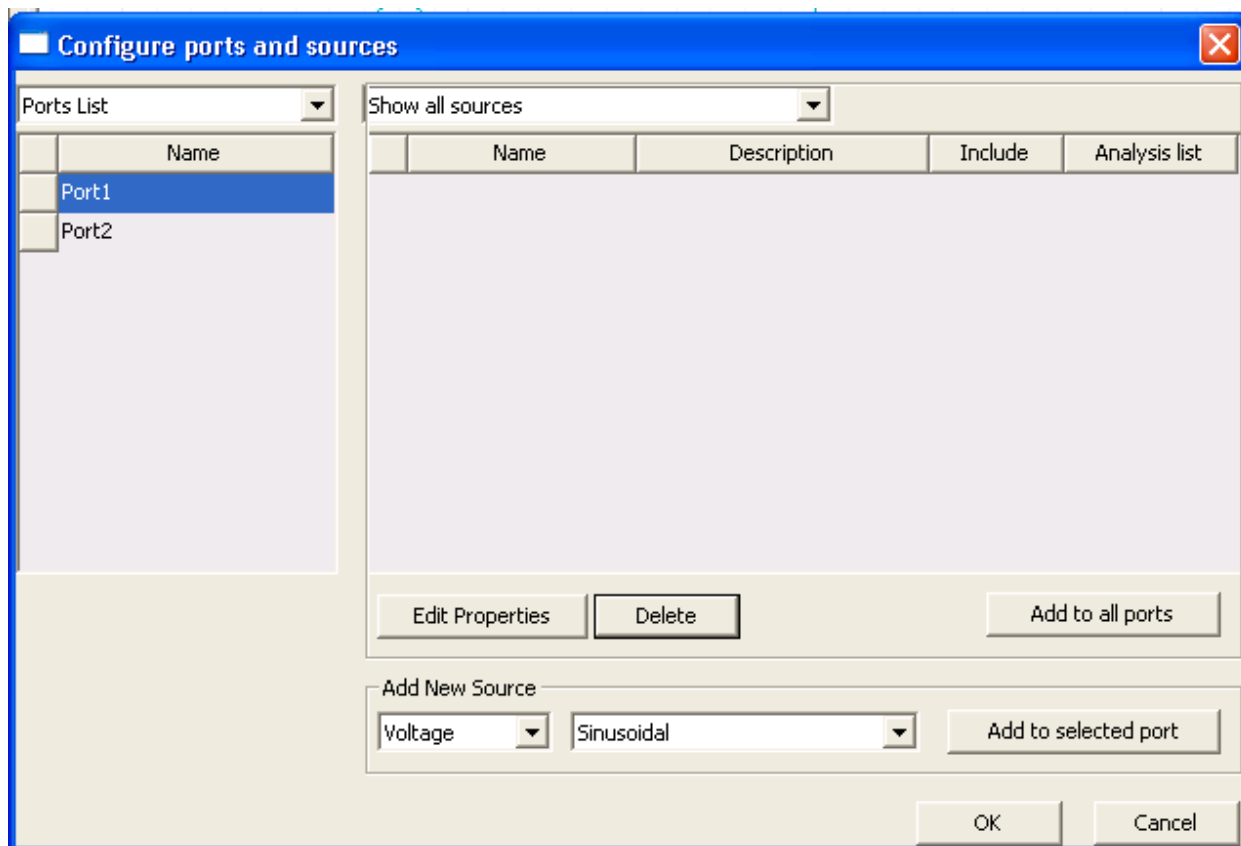 Configure ports and sources
Ports List
Show all sources
Name
Name Description Include Analysis list
Port1
Port2
Edit Properties Delete Add to all ports
Add New Source
Voltage Sinusoidal Add to selected port
OK Cancel